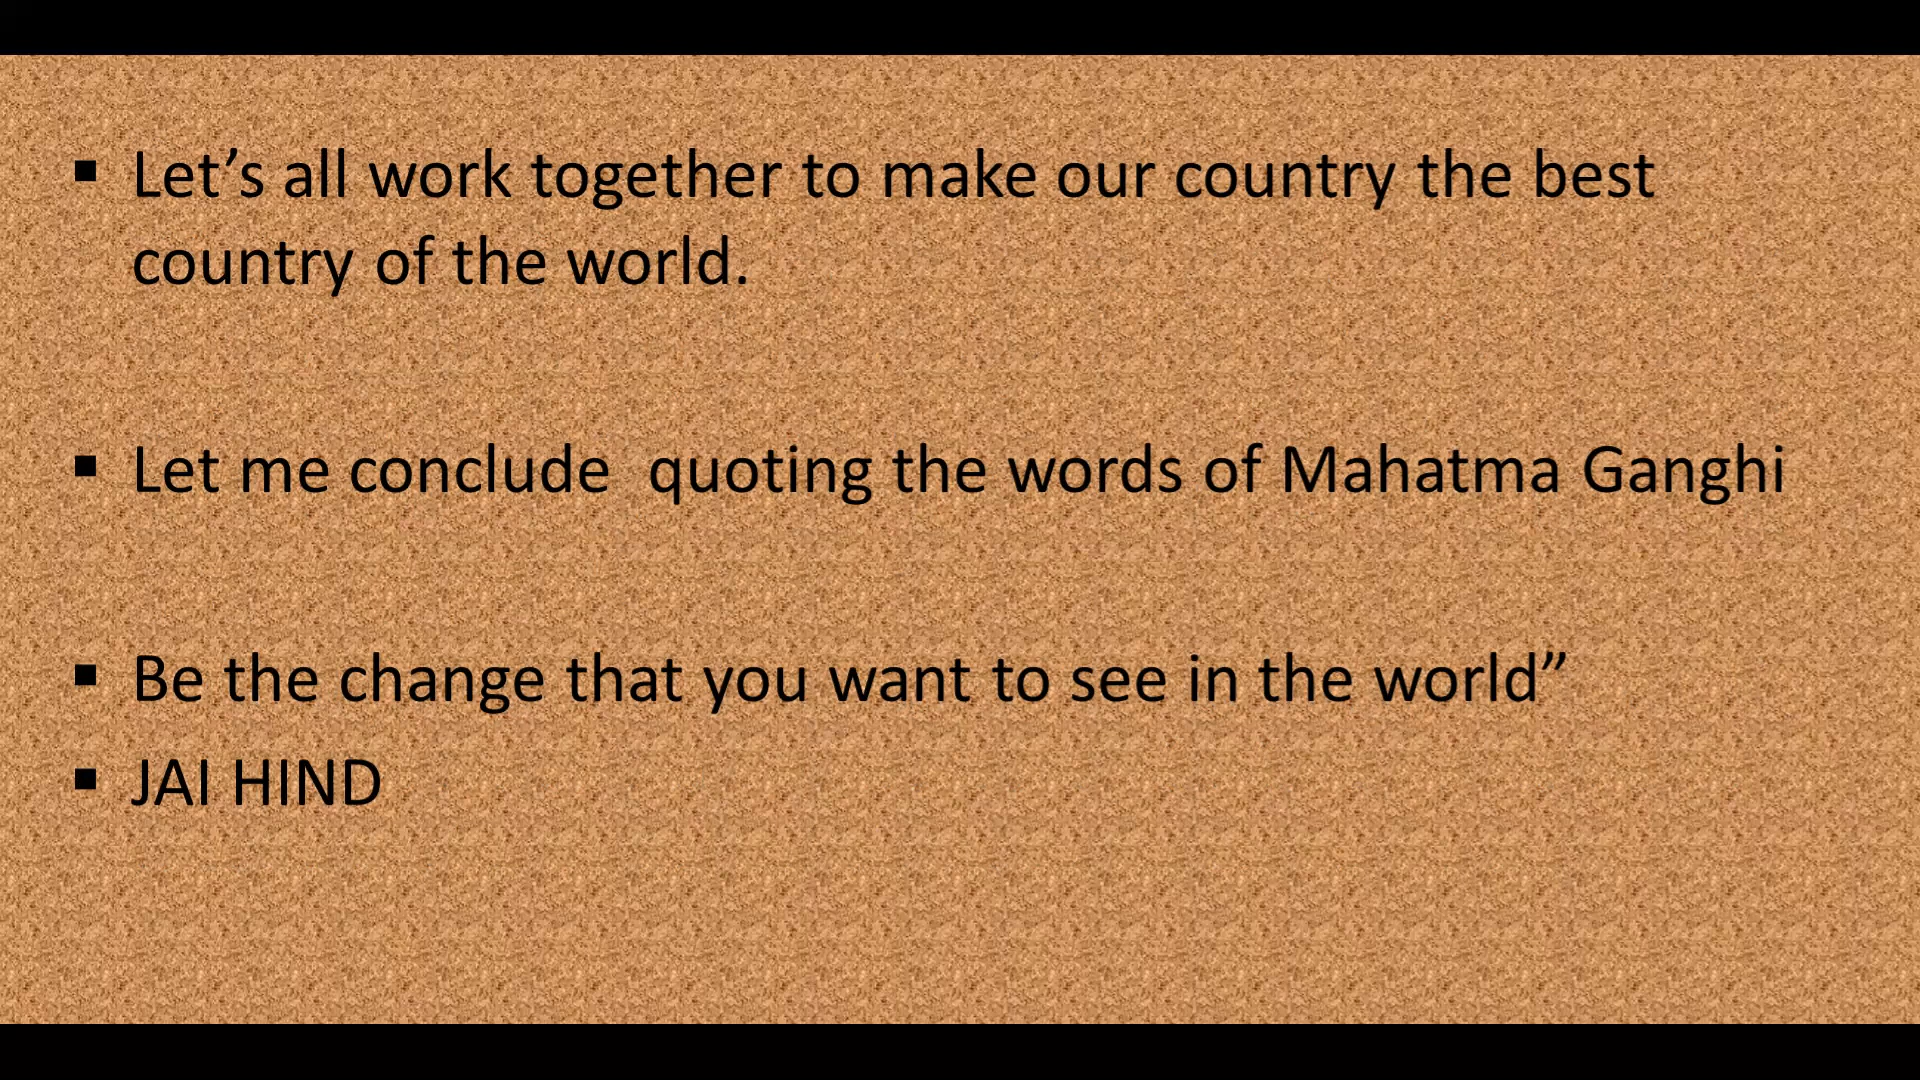 ▪ Let’s all work together to make our country the best
country of the world.
▪ Let me conclude  quoting the words of Mahatma Ganghi
▪ Be the change that you want to see in the world”
▪ JAI HIND